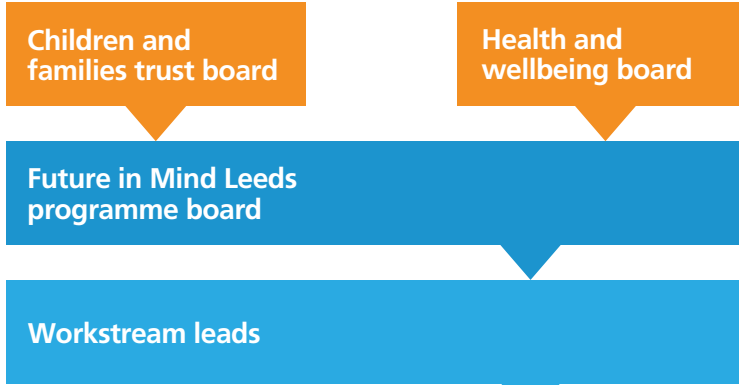 Children and
families trust board
Health and
wellbeing board
Future in Mind Leeds
programme board
Workstream leads